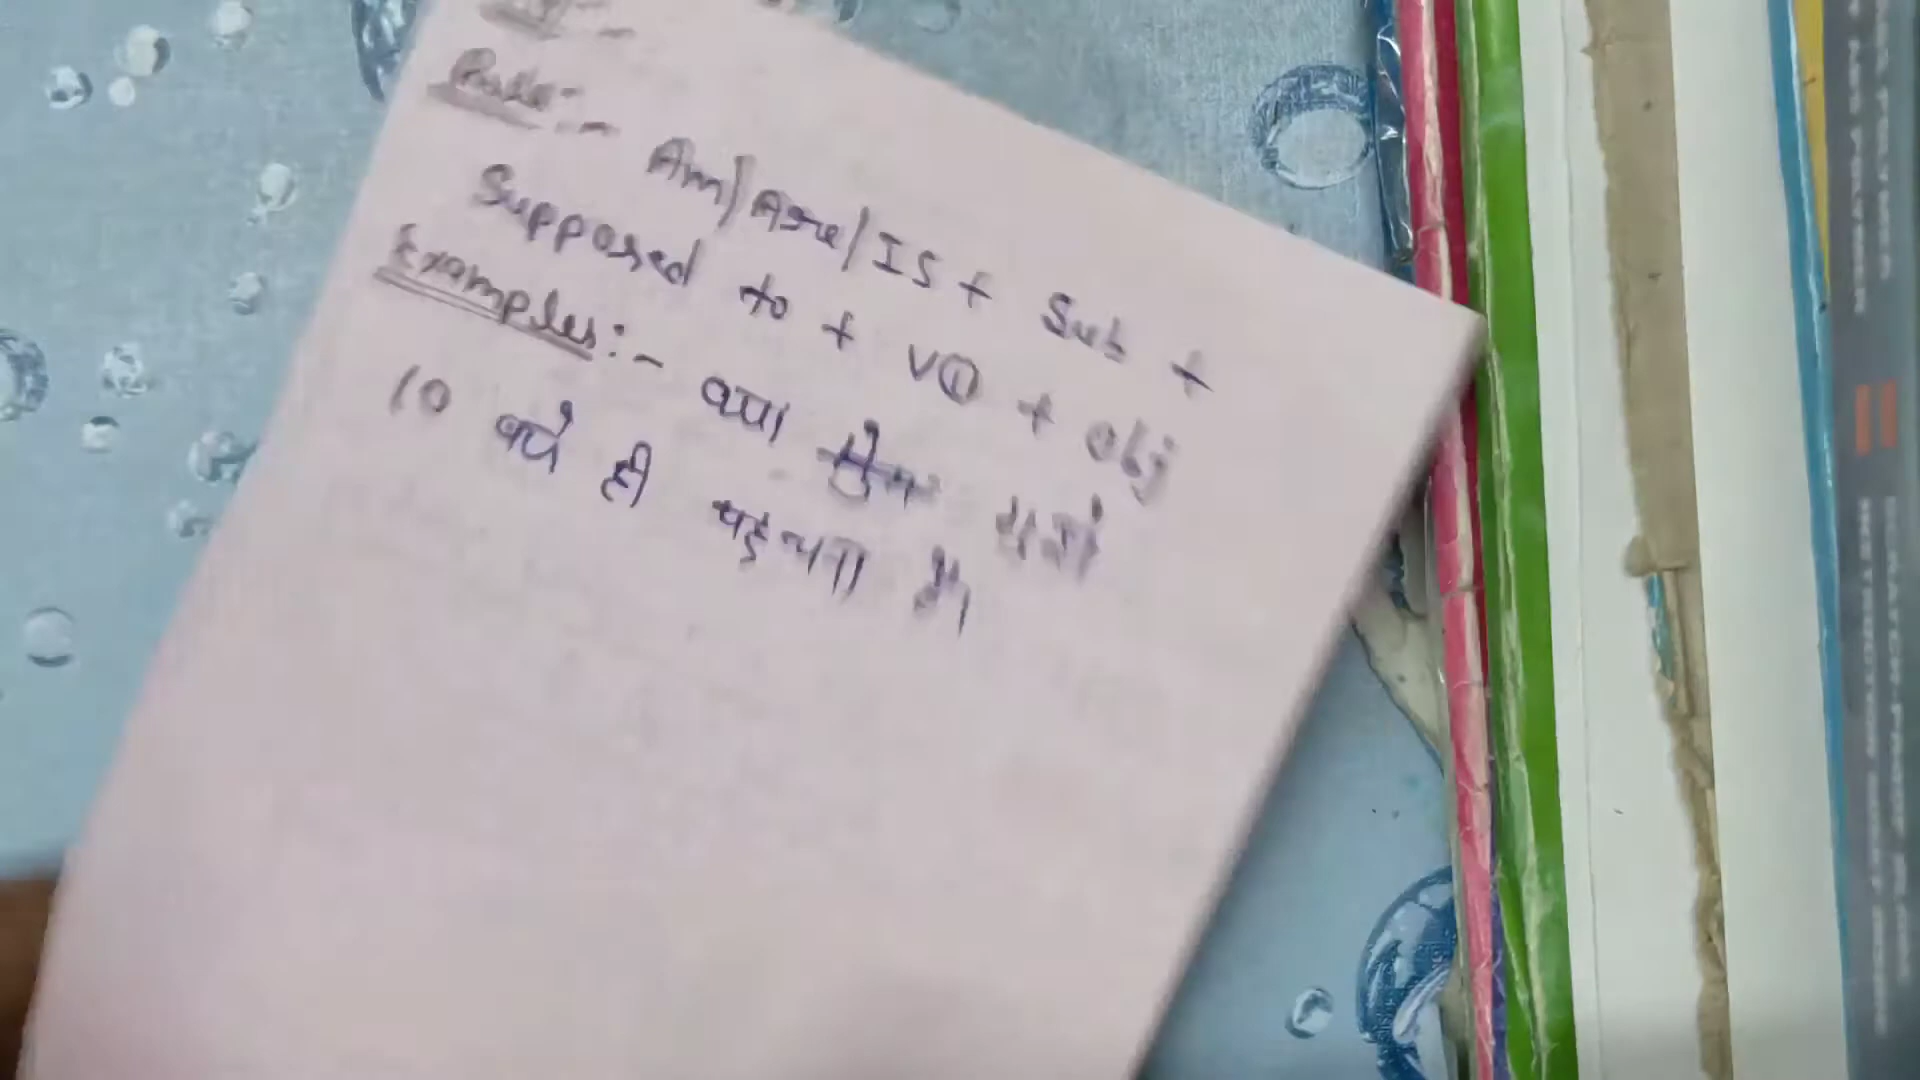 Rule:-
Am/Are/IS + Sub +
Supposed to + V① + obj
Examples:- क्या मुझे
10 बजे ही पहुचना है।